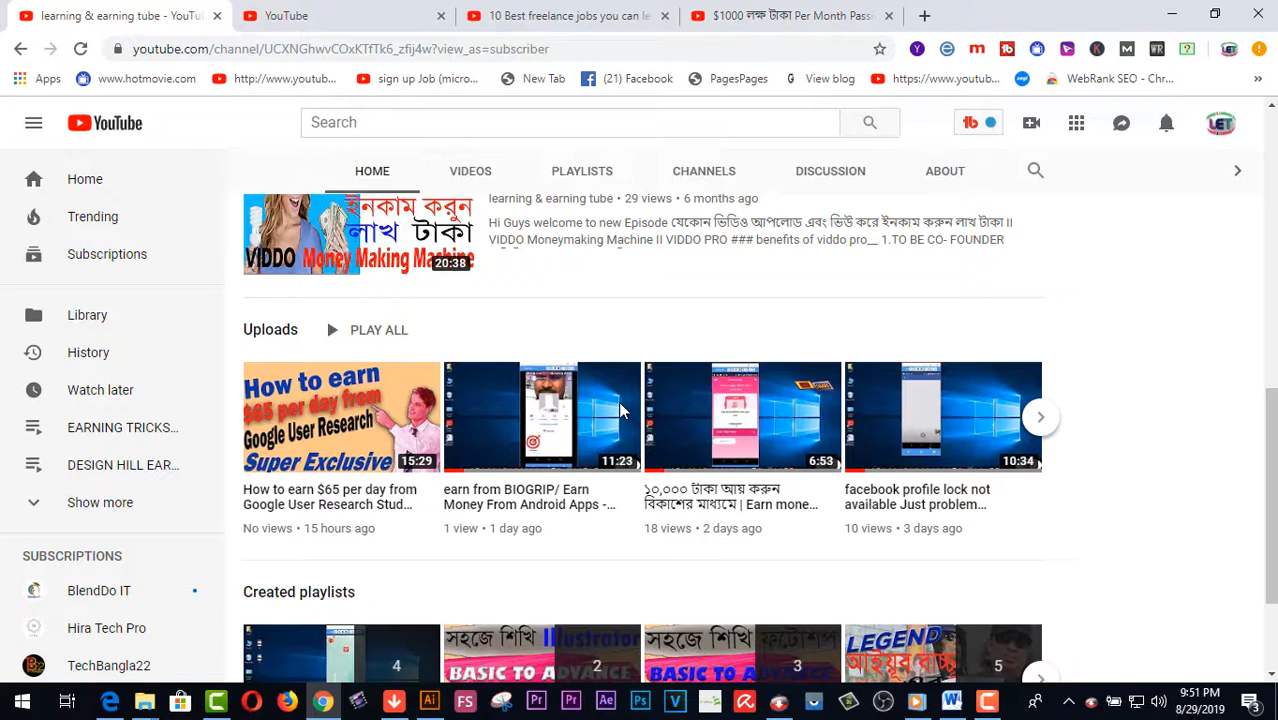 learning & earning tube - YouTu
YouTube
10 Best freelance jobs you can le
$1000 লক্ষ টাকা Per Month Pass
youtube.com/channel/UCXNGhwvCOxKTfTk6_zfij4w?view_as=subscriber
Apps
www.hotmovie.com
http://www.youtub...
sign up Job (micro...
New Tab
(21) Facebook
PagesPages
View blog
https://www.youtub...
WebRank SEO - Chr...
YouTube
Search
HOME
VIDEOS
PLAYLISTS
CHANNELS
DISCUSSION
ABOUT
Home
Trending
Subscriptions
Library
History
Watch later
EARNING TRICKS...
DESIGN HILL EAR...
Show more
SUBSCRIPTIONS
BlendDo IT
Hira Tech Pro
TechBangla22
ইনকাম করুন
লাখ টাকা
VIDDO Money Making Machine
20:38
learning & earning tube • 29 views • 6 months ago
Hi Guys welcome to new Episode যেকোন ভিডিও আপলোড এবং ভিউ করে ইনকাম করুন লাখ টাকা II
VIDDO Moneymaking Machine II VIDDO PRO ### benefits of viddo pro__ 1.TO BE CO- FOUNDER
Uploads
PLAY ALL
How to earn
$85 per day from
Google User Research
Super Exclusive
15:29
How to earn $65 per day from
Google User Research Stud...
No views • 15 hours ago
11:23
earn from BIOGRIP/ Earn
Money From Android Apps -...
1 view • 1 day ago
6:53
১০,০০০ টাকা আয় করুন
বিকাশের মাধ্যমে | Earn mone...
18 views • 2 days ago
10:34
facebook profile lock not
available Just problem...
10 views • 3 days ago
Created playlists
4
সহজে শিখি Illustrator
BASIC TO ADVANCE
2
সহজে শিখি ফটোশপ
BASIC TO ADVANCE
3
LEGEND
আইয়ুব বাচ্চু
5
9:51 PM
8/29/2019